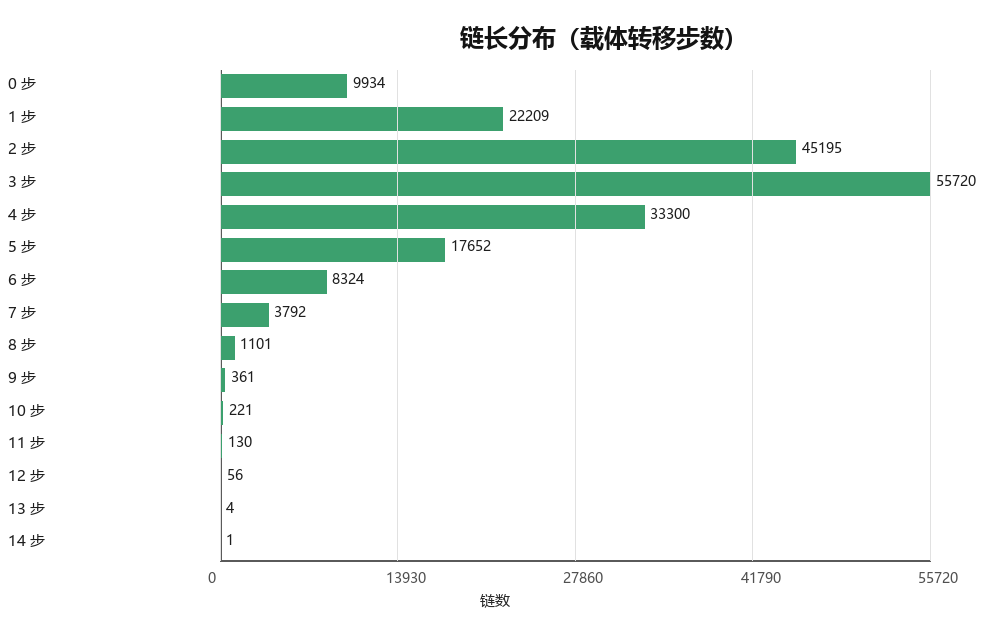 链长分布（载体转移步数）
0 步 9934
1 步 22209
2 步 45195
3 步 55720
4 步 33300
5 步 17652
6 步 8324
7 步 3792
8 步 1101
9 步 361
10 步 221
11 步 130
12 步 56
13 步 4
14 步 1
0 13930 27860 41790 55720
链数